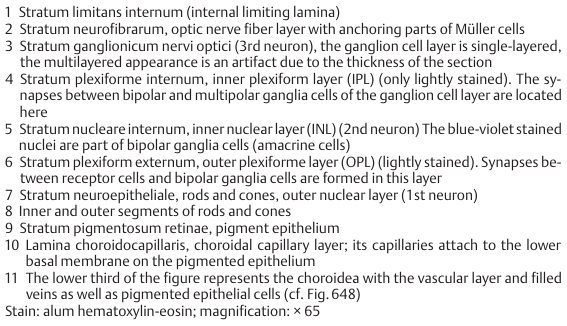 1 Stratum limitans internum (internal limiting lamina)
2 Stratum neurofibrarum, optic nerve fiber layer with anchoring parts of Müller cells
3 Stratum ganglionicum nervi optici (3rd neuron), the ganglion cell layer is single-layered,
the multilayered appearance is an artifact due to the thickness of the section
4 Stratum plexiforme internum, inner plexiform layer (IPL) (only lightly stained). The sy-
napses between bipolar and multipolar ganglia cells of the ganglion cell layer are located
here
5 Stratum nucleare internum, inner nuclear layer (INL) (2nd neuron) The blue-violet stained
nuclei are part of bipolar ganglia cells (amacrine cells)
6 Stratum plexiform externum, outer plexiforme layer (OPL) (lightly stained). Synapses be-
tween receptor cells and bipolar ganglia cells are formed in this layer
7 Stratum neuroepitheliale, rods and cones, outer nuclear layer (1st neuron)
8 Inner and outer segments of rods and cones
9 Stratum pigmentosum retinae, pigment epithelium
10 Lamina choroidocapillaris, choroidal capillary layer; its capillaries attach to the lower
basal membrane on the pigmented epithelium
11 The lower third of the figure represents the choroidea with the vascular layer and filled
veins as well as pigmented epithelial cells (cf. Fig. 648)
Stain: alum hematoxylin-eosin; magnification: × 65